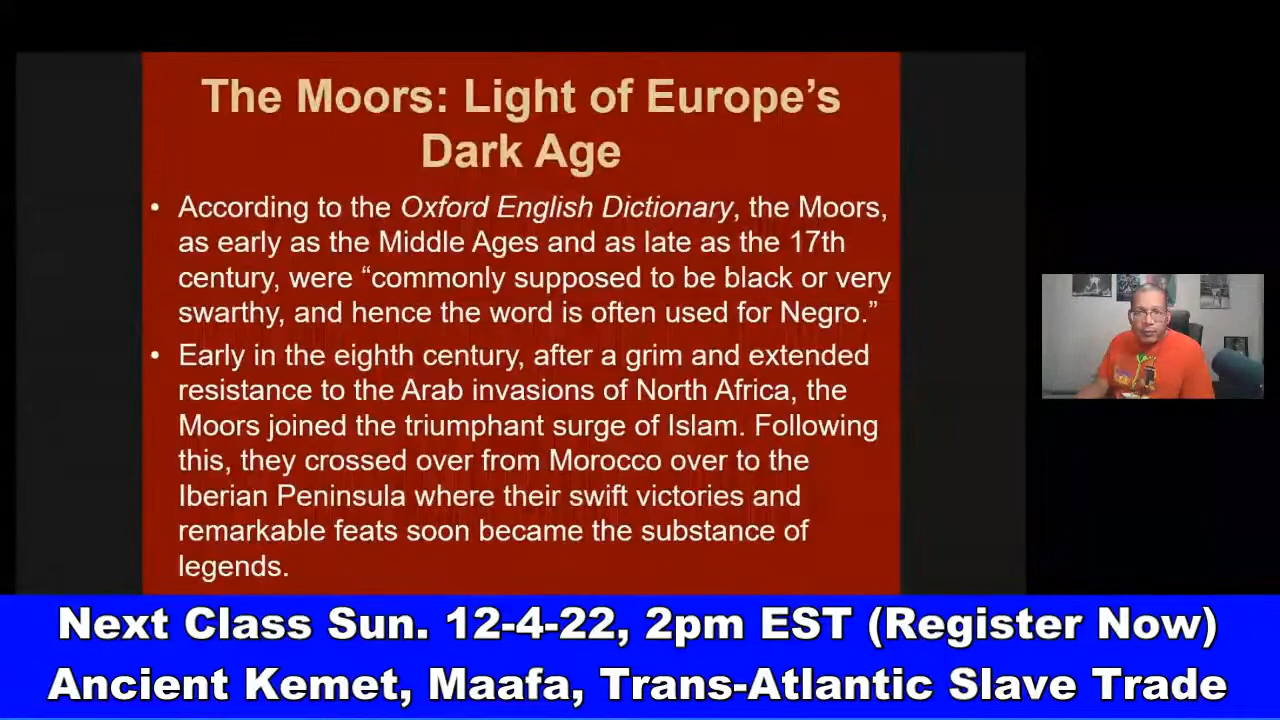 The Moors: Light of Europe’s
Dark Age
• According to the Oxford English Dictionary, the Moors,
as early as the Middle Ages and as late as the 17th
century, were “commonly supposed to be black or very
swarthy, and hence the word is often used for Negro.”
• Early in the eighth century, after a grim and extended
resistance to the Arab invasions of North Africa, the
Moors joined the triumphant surge of Islam. Following
this, they crossed over from Morocco over to the
Iberian Peninsula where their swift victories and
remarkable feats soon became the substance of
legends.
Next Class Sun. 12-4-22, 2pm EST (Register Now)
Ancient Kemet, Maafa, Trans-Atlantic Slave Trade